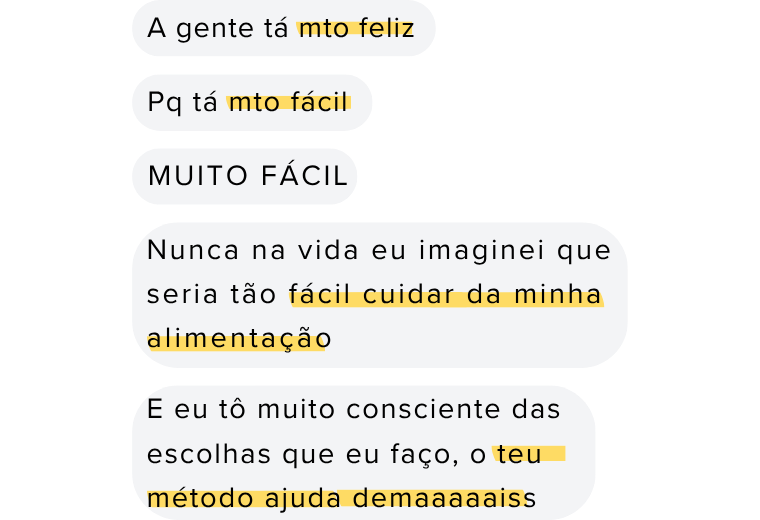 A gente tá mto feliz
Pq tá mto fácil
MUITO FÁCIL
Nunca na vida eu imaginei que
seria tão fácil cuidar da minha
alimentação
E eu tô muito consciente das
escolhas que eu faço, o teu
método ajuda demaaaaaiss